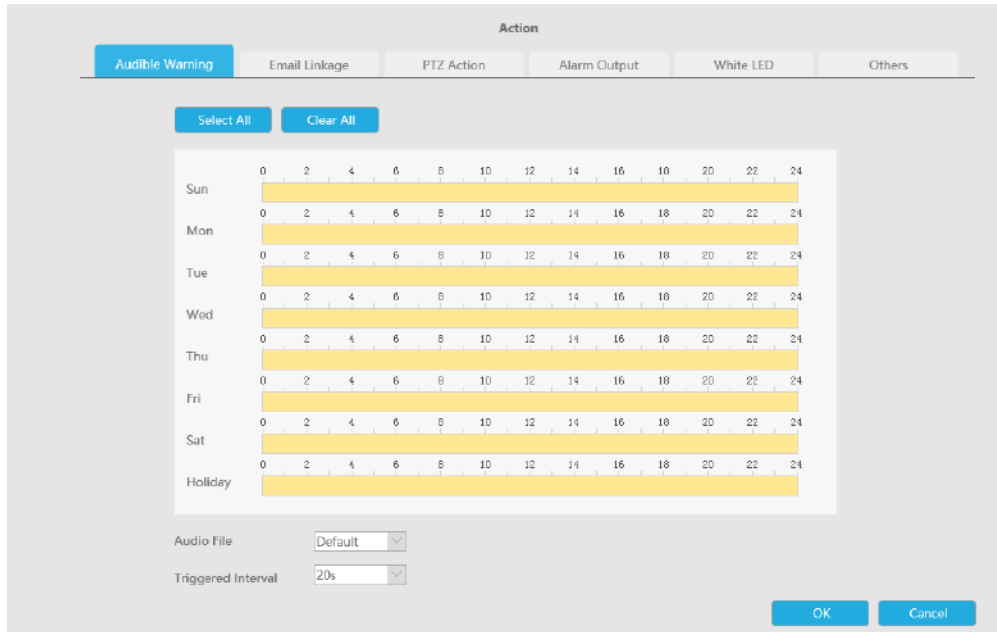 Action
Audible Warning Email Linkage PTZ Action Alarm Output White LED Others
Select All Clear All
0 2 4 6 8 10 12 14 16 18 20 22 24
Sun
0 2 4 6 8 10 12 14 16 18 20 22 24
Mon
0 2 4 6 8 10 12 14 16 18 20 22 24
Tue
0 2 4 6 8 10 12 14 16 18 20 22 24
Wed
0 2 4 6 8 10 12 14 16 18 20 22 24
Thu
0 2 4 6 8 10 12 14 16 18 20 22 24
Fri
0 2 4 6 8 10 12 14 16 18 20 22 24
Sat
0 2 4 6 8 10 12 14 16 18 20 22 24
Holiday
Audio File Default
Triggered Interval 20s
OK Cancel